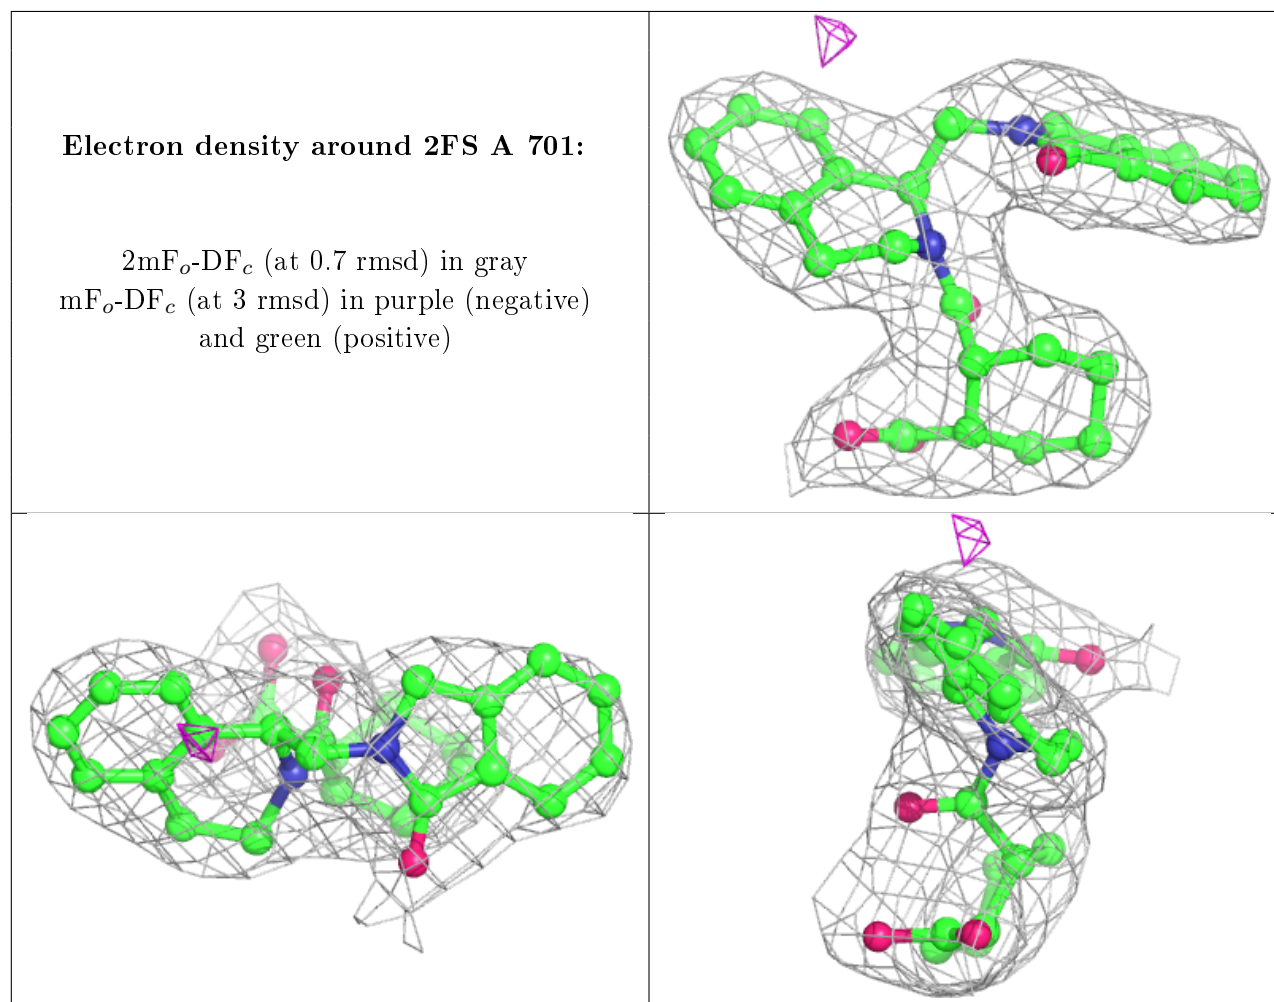 Electron density around 2FS A 701:
2mFₒ-DF𝒸 (at 0.7 rmsd) in gray
mFₒ-DF𝒸 (at 3 rmsd) in purple (negative)
and green (positive)